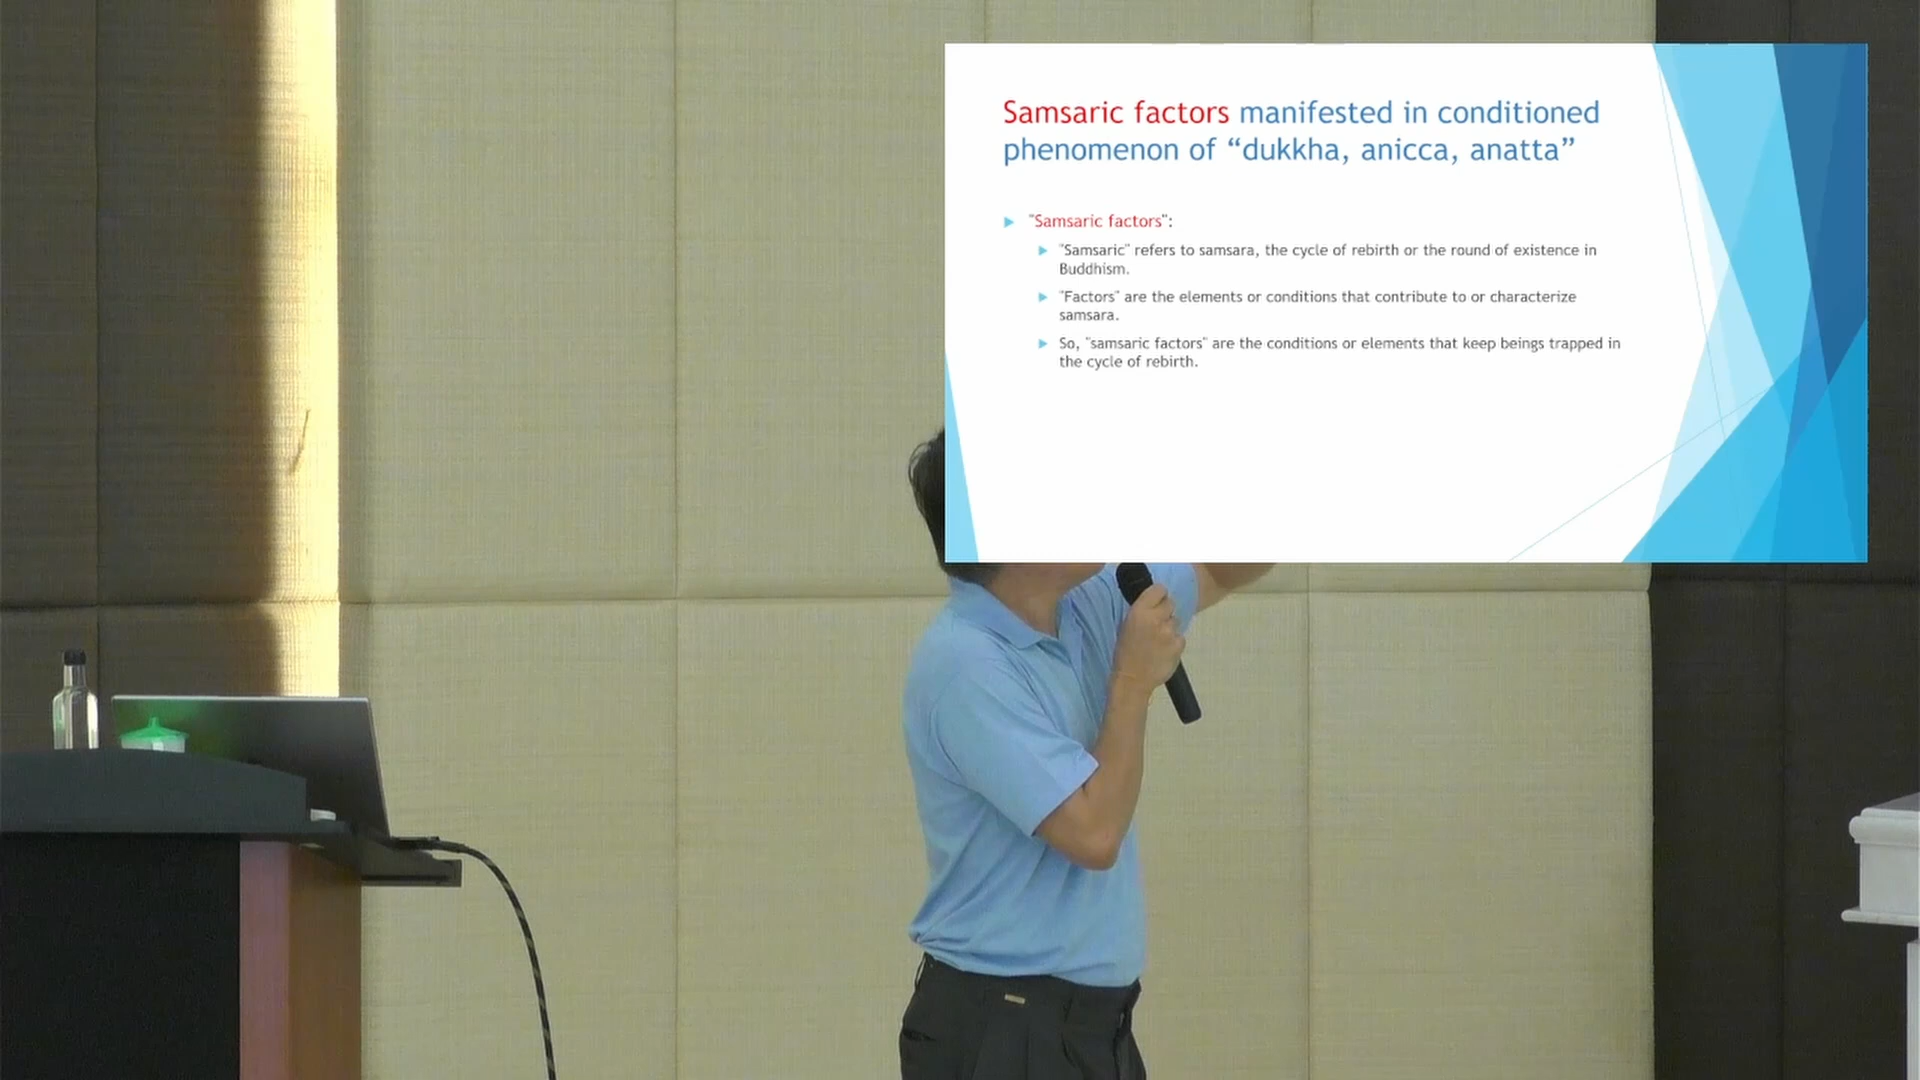 Samsaric factors manifested in conditioned
phenomenon of “dukkha, anicca, anatta”
"Samsaric factors":
"Samsaric" refers to samsara, the cycle of rebirth or the round of existence in
Buddhism.
"Factors" are the elements or conditions that contribute to or characterize
samsara.
So, "samsaric factors" are the conditions or elements that keep beings trapped in
the cycle of rebirth.